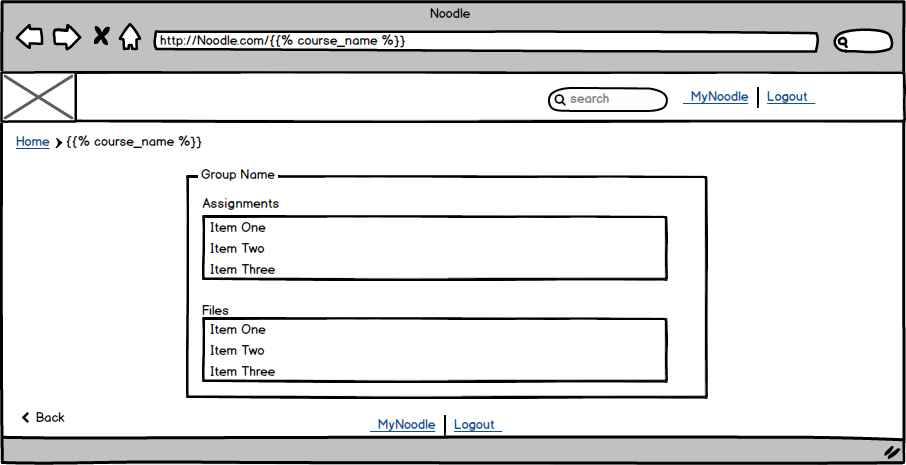 Noodle
http://Noodle.com/{{% course_name %}}
search
MyNoodle Logout
Home {{% course_name %}}
Group Name
Assignments
Item One
Item Two
Item Three
Files
Item One
Item Two
Item Three
Back
MyNoodle Logout